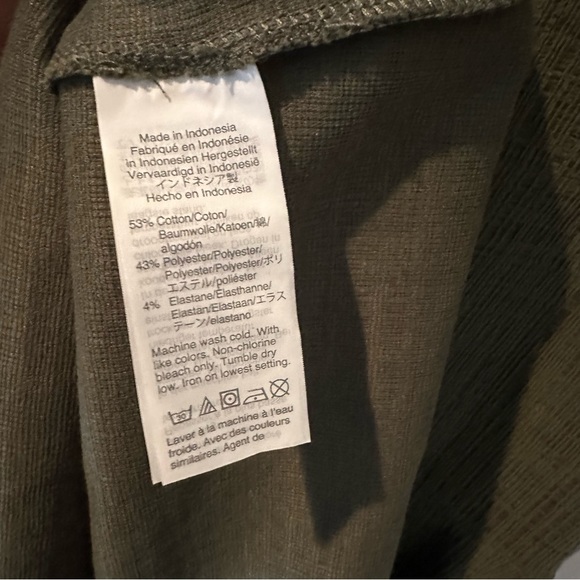 Made in Indonesia
Fabriqué en Indonésie
in Indonesien Hergestellt
Vervaardigd in Indonesië
インドネシア製
Hecho en Indonesia
53% Cotton/Coton/
Baumwolle/Katoen/綿/
algodón
43% Polyester/Polyester/
Polyester/Polyester/ポリ
エステル/poliéster
4% Elastane/Elasthanne/
Elastan/Elastaan/エラス
テーン/elastano
Machine wash cold. With
like colors. Non-chlorine
bleach only. Tumble dry
low. Iron on lowest setting.
Laver à la machine à l'eau
froide. Avec des couleurs
similaires. Agent de